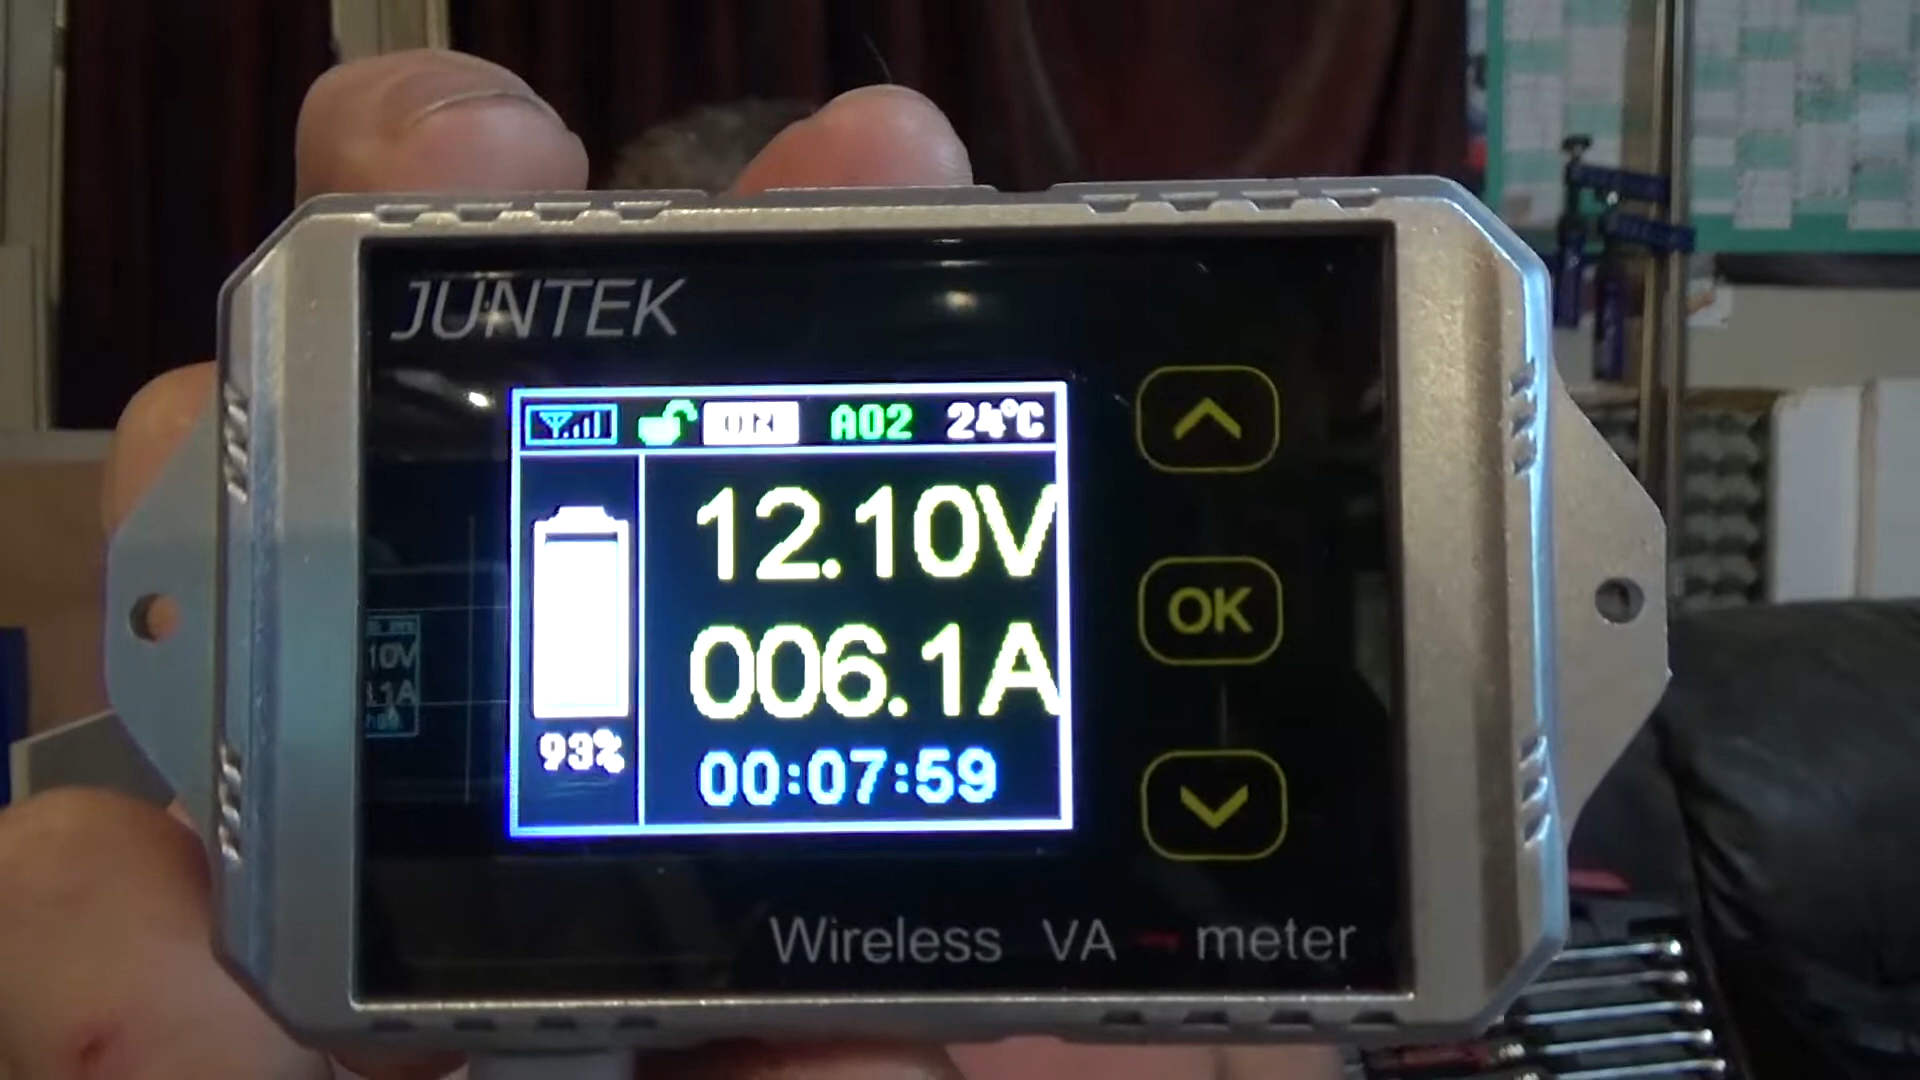 JUNTEK
A02 24℃
12.10V
006.1A
93%
00:07:59
OK
Wireless VA - meter